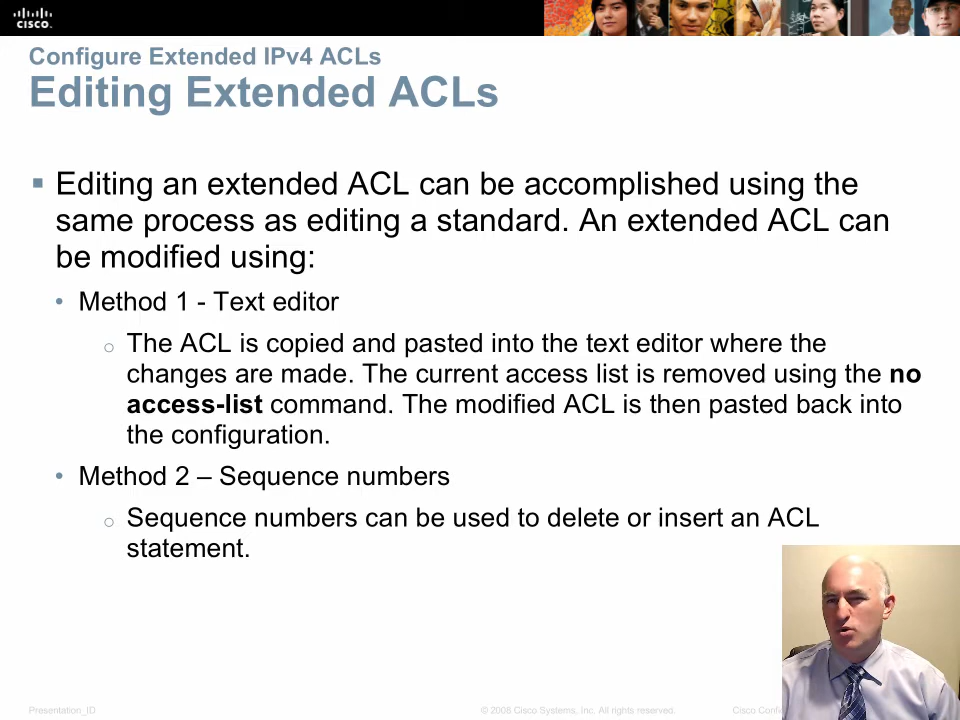 CISCO.
Configure Extended IPv4 ACLs
Editing Extended ACLs
▪ Editing an extended ACL can be accomplished using the
same process as editing a standard. An extended ACL can
be modified using:
• Method 1 - Text editor
o The ACL is copied and pasted into the text editor where the
changes are made. The current access list is removed using the no
access-list command. The modified ACL is then pasted back into
the configuration.
• Method 2 – Sequence numbers
o Sequence numbers can be used to delete or insert an ACL
statement.
Presentation_ID
© 2008 Cisco Systems, Inc. All rights reserved.
Cisco Confi